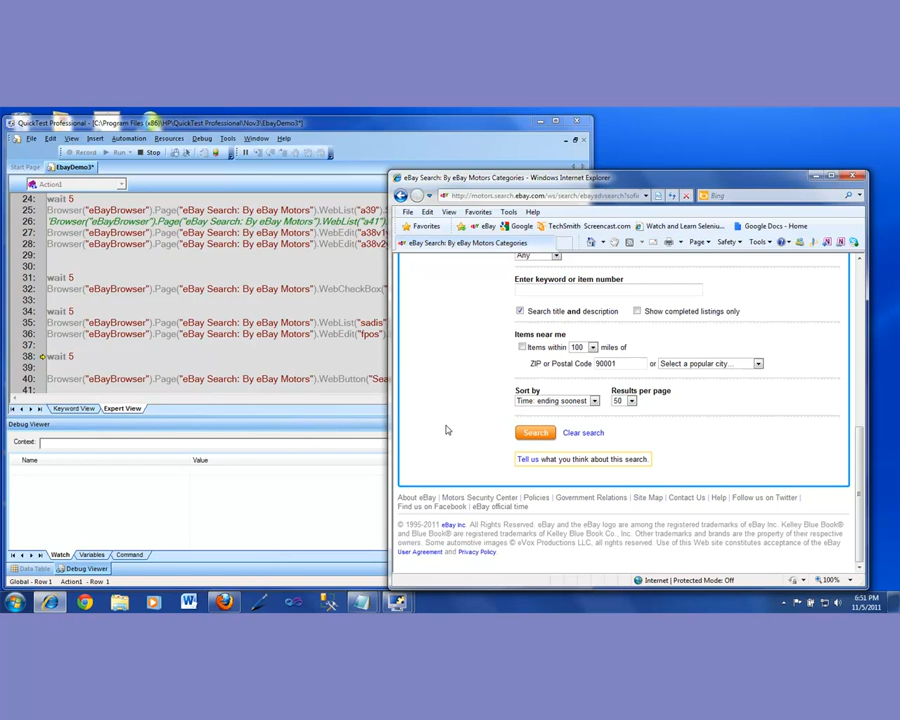 QuickTest Professional - [C:\Program Files (x86)\HP\QuickTest Professional\Nov3\EbayDemo3*]
File Edit View Insert Automation Resources Debug Tools Window Help
Record Run Stop
Start Page EbayDemo3*
Action1
24: wait 5
25: Browser("eBayBrowser").Page("eBay Search: By eBay Motors").WebList("a39").
26: 'Browser("eBayBrowser").Page("eBay Search: By eBay Motors").WebList("a41")
27: Browser("eBayBrowser").Page("eBay Search: By eBay Motors").WebEdit("a38v1
28: Browser("eBayBrowser").Page("eBay Search: By eBay Motors").WebEdit("a38v2
29:
30:
31: wait 5
32: Browser("eBayBrowser").Page("eBay Search: By eBay Motors").WebCheckBox("
33:
34: wait 5
35: Browser("eBayBrowser").Page("eBay Search: By eBay Motors").WebList("sadis
36: Browser("eBayBrowser").Page("eBay Search: By eBay Motors").WebEdit("fpos"
37:
38: wait 5
39:
40: Browser("eBayBrowser").Page("eBay Search: By eBay Motors").WebButton("Sea
41:
Keyword View Expert View
Debug Viewer
Context:
Name Value
Watch Variables Command
Data Table Debug Viewer
Global - Row 1 Action1 - Row 1
eBay Search: By eBay Motors Categories - Windows Internet Explorer
http://motors.search.ebay.com/ws/search/ebayadvsearch?sofi Bing
File Edit View Favorites Tools Help
Favorites eBay Google TechSmith Screencast.com Watch and Learn Seleniu... Google Docs - Home
eBay Search: By eBay Motors Categories Page Safety Tools
Any
Enter keyword or item number
Search title and description Show completed listings only
Items near me
Items within 100 miles of
ZIP or Postal Code 90001 or Select a popular city...
Sort by Results per page
Time: ending soonest 50
Search Clear search
Tell us what you think about this search.
About eBay | Motors Security Center | Policies | Government Relations | Site Map | Contact Us | Help | Follow us on Twitter |
Fan us on Facebook | eBay official time
© 1995-2011 eBay Inc. All Rights Reserved. eBay and the eBay logo are among the registered trademarks of eBay Inc. Kelley Blue Book®
and Blue Book® are the registered trademarks of Kelley Blue Book Co., Inc. Other trademarks and brands are the property of their respective
owners. Some automotive images © eVox Productions LLC, all rights reserved. Use of this Web site constitutes acceptance of the eBay
User Agreement and Privacy Policy
Internet | Protected Mode: Off 100%
6:51 PM
11/5/2011